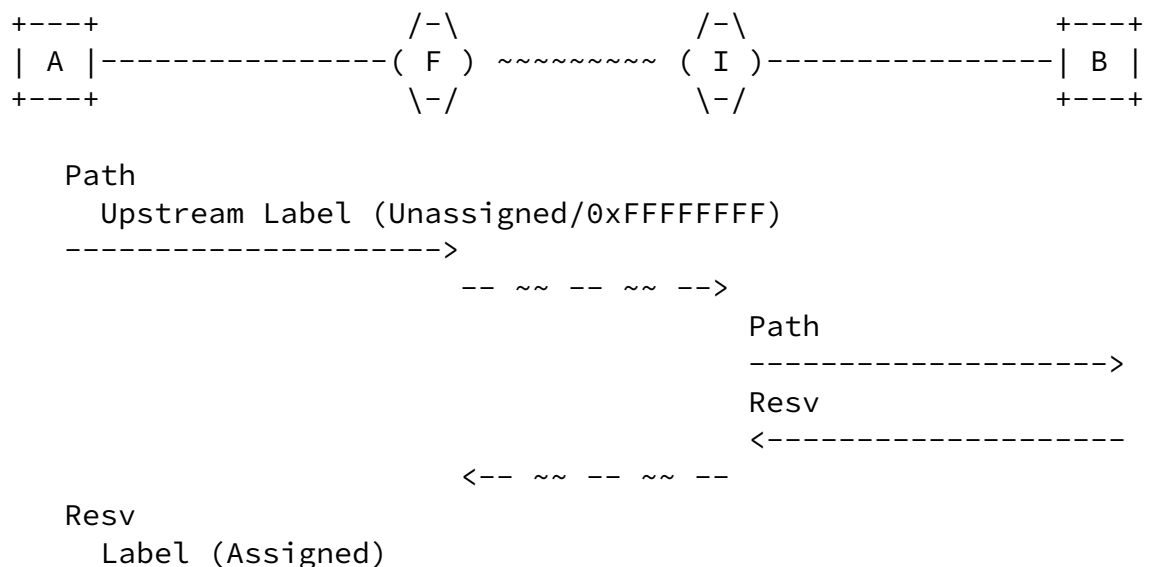 +---+                 /-\             /-\                   +---+
| A |----------------( F ) ~~~~~~~~~ ( I )----------------| B |
+---+                 \-/             \-/                   +---+
Path
Upstream Label (Unassigned/0xFFFFFFFF)
--------------------->
-- ~~ -- ~~ -->
Path
-------------------->
Resv
<--------------------
<-- ~~ -- ~~ --
Resv
Label (Assigned)